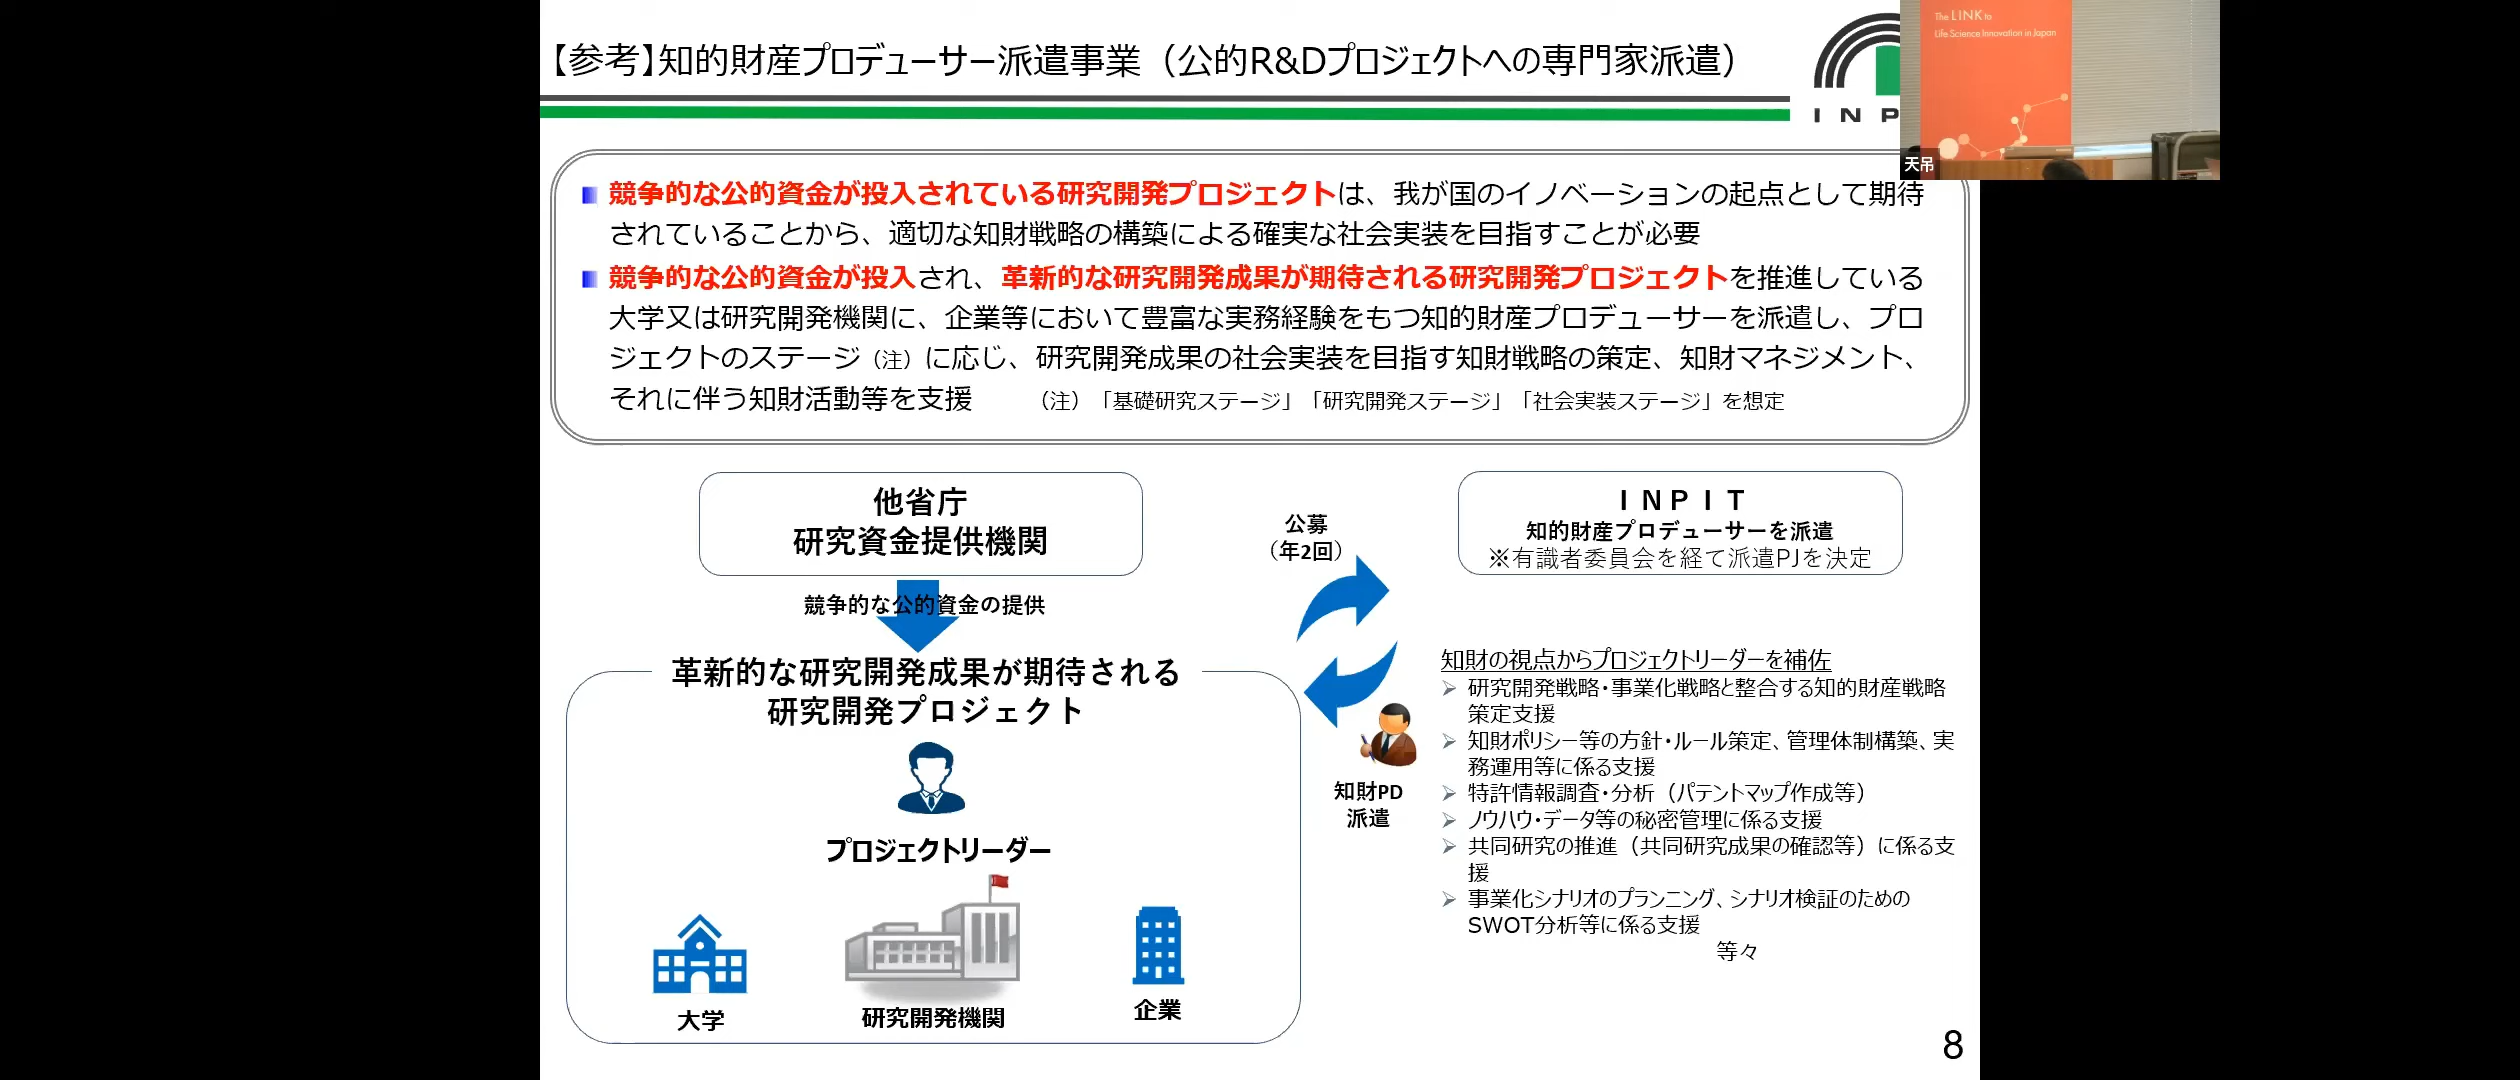 【参考】知的財産プロデューサー派遣事業（公的R&Dプロジェクトへの専門家派遣）
INP
The LINK to
Life Science Innovation in Japan
天吊
競争的な公的資金が投入されている研究開発プロジェクトは、我が国のイノベーションの起点として期待
されていることから、適切な知財戦略の構築による確実な社会実装を目指すことが必要
競争的な公的資金が投入され、革新的な研究開発成果が期待される研究開発プロジェクトを推進している
大学又は研究開発機関に、企業等において豊富な実務経験をもつ知的財産プロデューサーを派遣し、プロ
ジェクトのステージ（注）に応じ、研究開発成果の社会実装を目指す知財戦略の策定、知財マネジメント、
それに伴う知財活動等を支援　（注）「基礎研究ステージ」「研究開発ステージ」「社会実装ステージ」を想定
他省庁
研究資金提供機関
競争的な公的資金の提供
革新的な研究開発成果が期待される
研究開発プロジェクト
プロジェクトリーダー
大学
研究開発機関
企業
公募
（年2回）
知財PD
派遣
ＩＮＰＩＴ
知的財産プロデューサーを派遣
※有識者委員会を経て派遣PJを決定
知財の視点からプロジェクトリーダーを補佐
➢ 研究開発戦略・事業化戦略と整合する知的財産戦略
策定支援
➢ 知財ポリシー等の方針・ルール策定、管理体制構築、実
務運用等に係る支援
➢ 特許情報調査・分析（パテントマップ作成等）
➢ ノウハウ・データ等の秘密管理に係る支援
➢ 共同研究の推進（共同研究成果の確認等）に係る支
援
➢ 事業化シナリオのプランニング、シナリオ検証のための
SWOT分析等に係る支援
等々
8